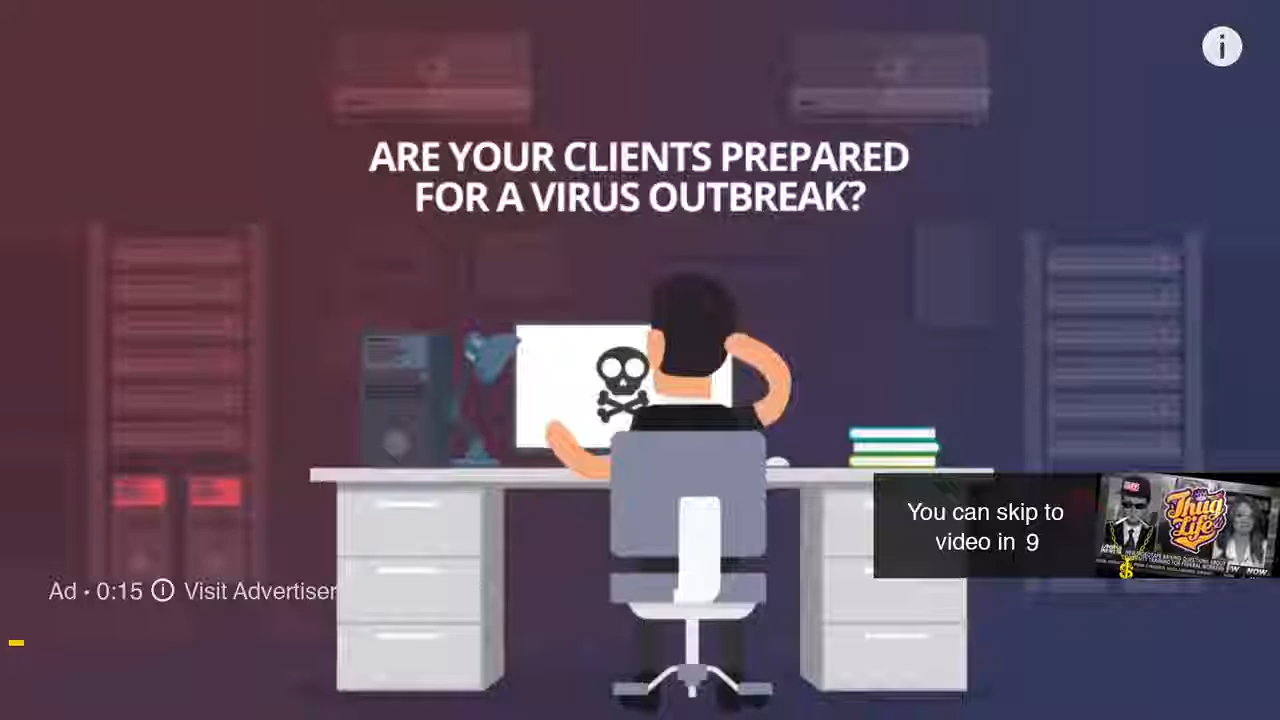 ARE YOUR CLIENTS PREPARED
FOR A VIRUS OUTBREAK?
You can skip to
video in 9
Thug
Life
NOW
Ad • 0:15 ⓘ Visit Advertiser